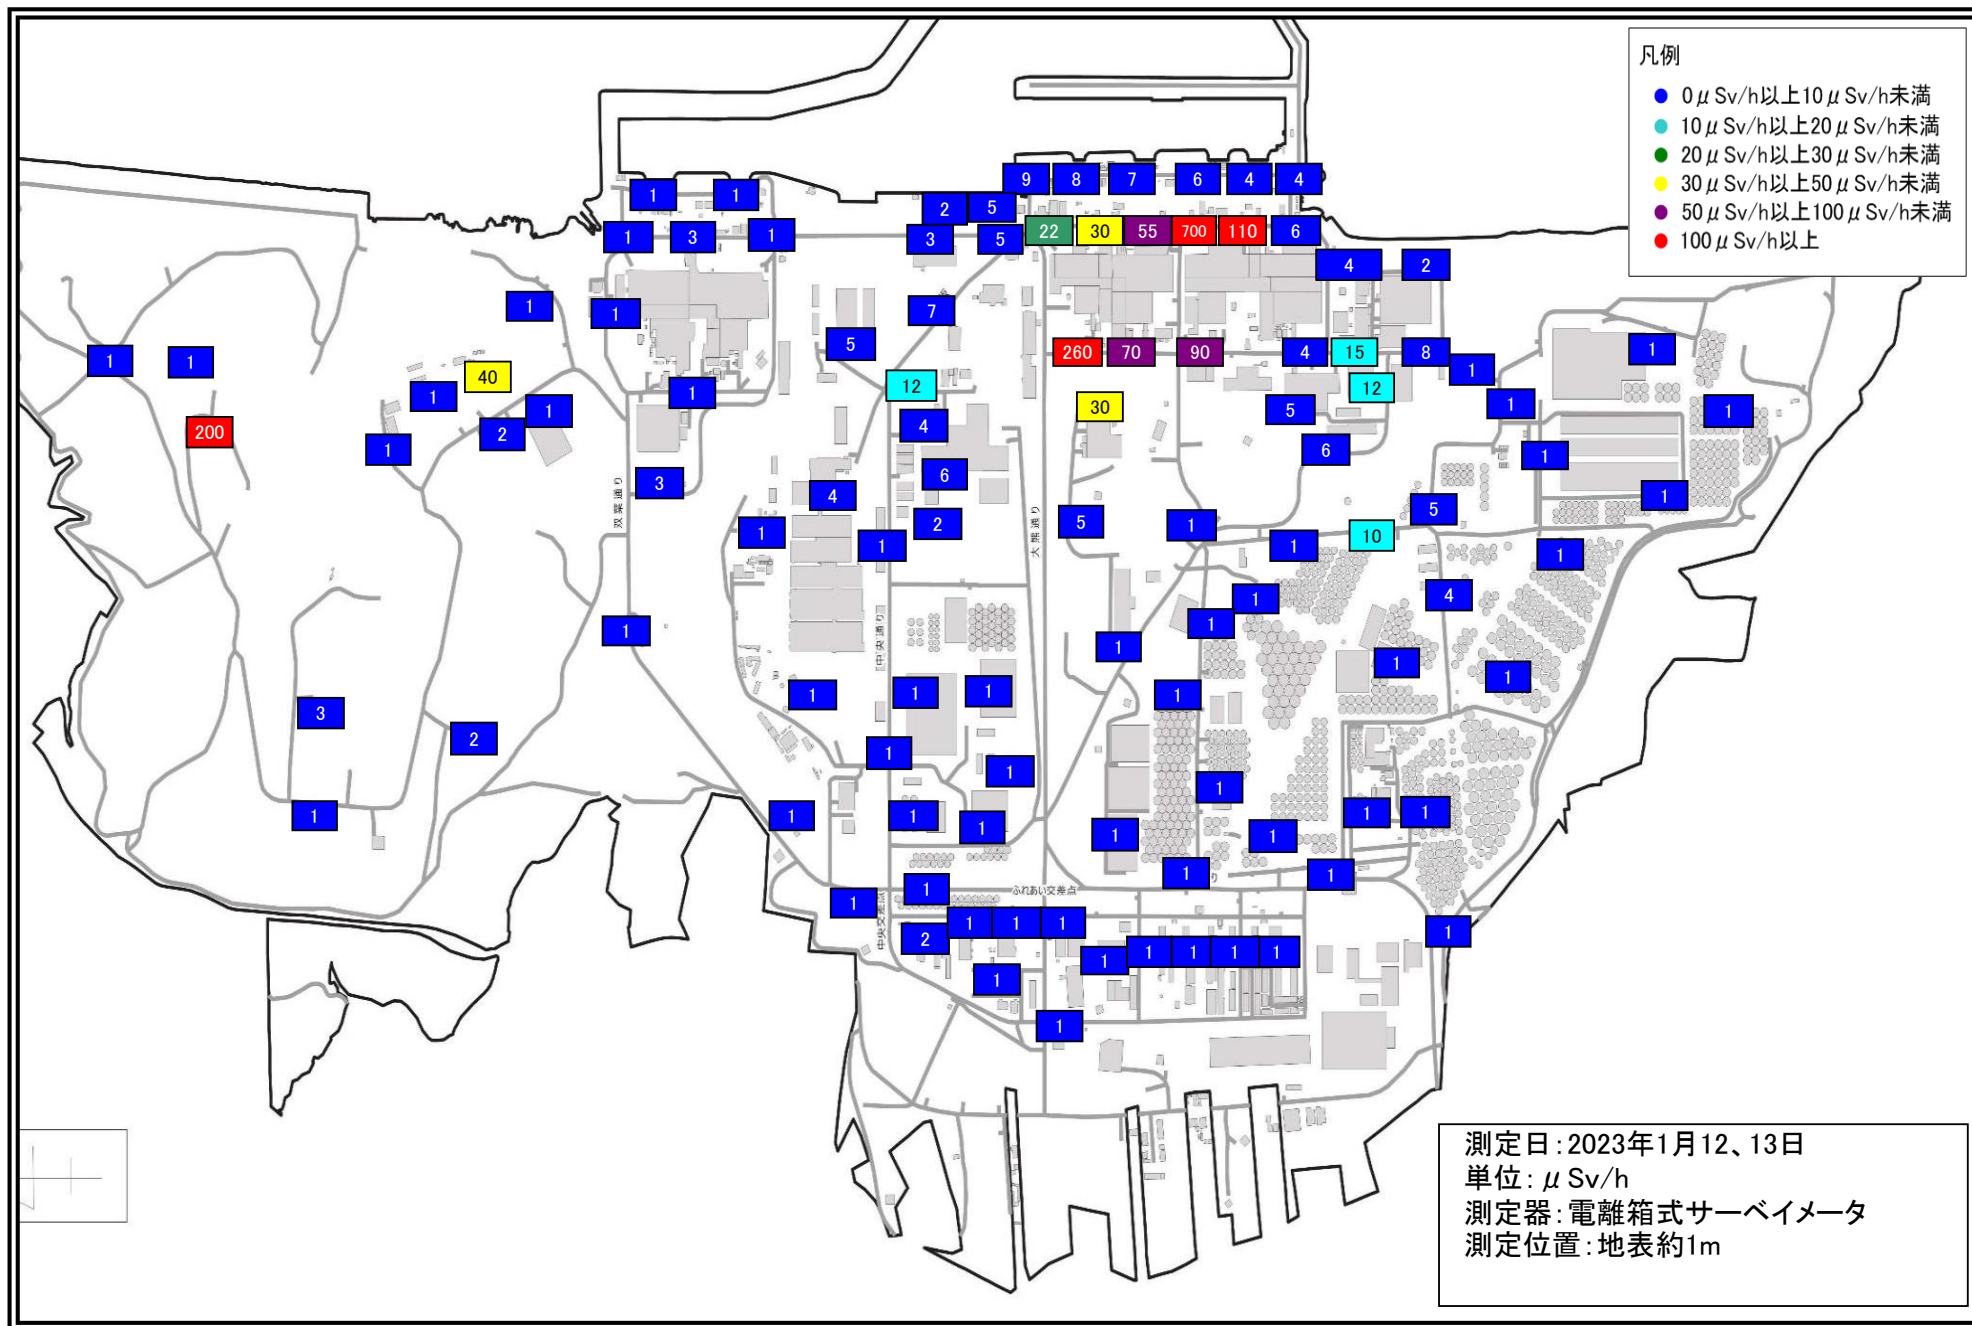 凡例
0μSv/h以上10μSv/h未満
10μSv/h以上20μSv/h未満
20μSv/h以上30μSv/h未満
30μSv/h以上50μSv/h未満
50μSv/h以上100μSv/h未満
100μSv/h以上
9 8 7 6 4 4
1 1
2 5
1 3 1 3 5 22 30 55 700 110 6
4 2
1 1 7
5
1 1 260 70 90 4 15 8 1 1
40 12 12
1 1 1 30 5 1 1
200 2 4
1 6 1
3 6
4 1
5
2 5 1
1 1 1 10
1
1 4
1 1
1
1 1
1 1 1 1
3
2 1
1
1
1 1 1 1 1 1
1 1
1 1
1
1
1 1 1
2 1
1 1 1 1 1
1
1
双葉通り
大熊通り
中央通り
ふれあい交差点
中央交差点
り
測定日:2023年1月12、13日
単位:μSv/h
測定器:電離箱式サーベイメータ
測定位置:地表約1m